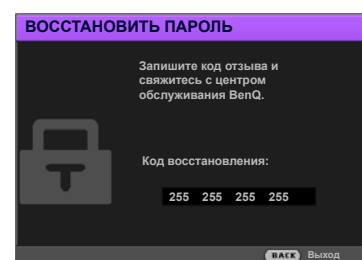 ВОССТАНОВИТЬ ПАРОЛЬ
Запишите код отзыва и
свяжитесь с центром
обслуживания BenQ.
Код восстановления:
255 255 255 255
BACK Выход